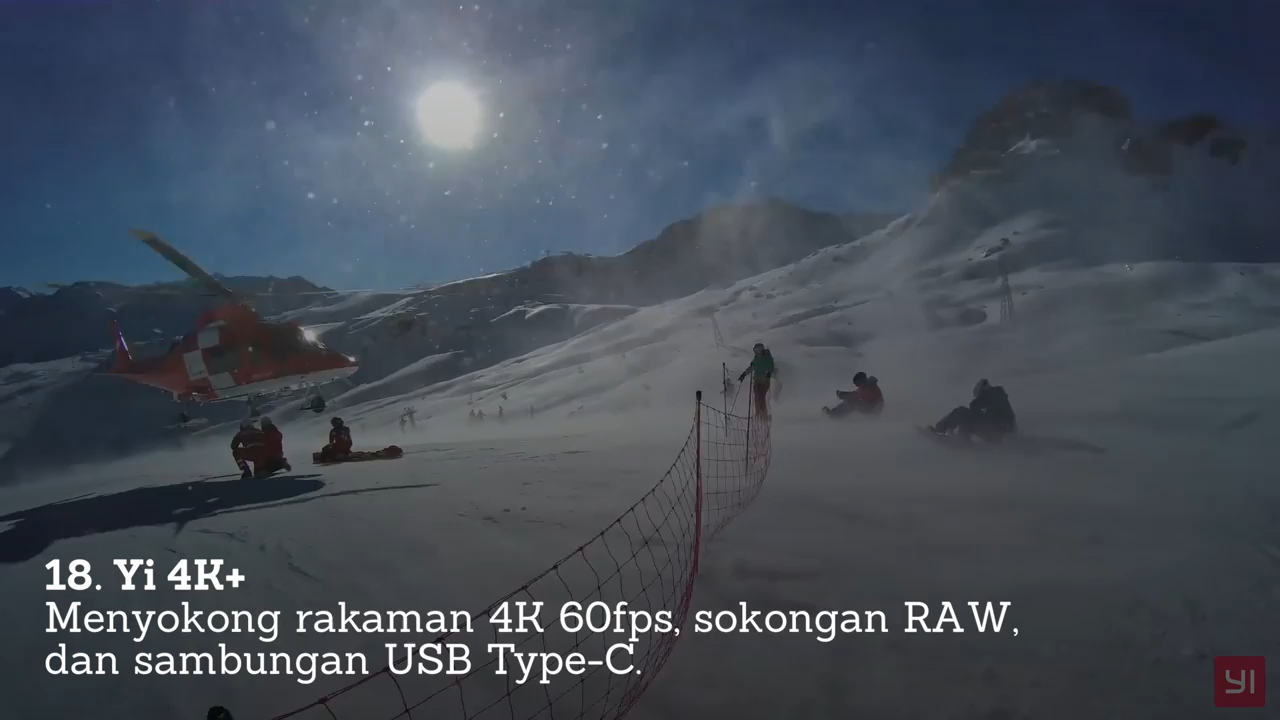 18. Yi 4K+
Menyokong rakaman 4K 60fps, sokongan RAW,
dan sambungan USB Type-C.
YI